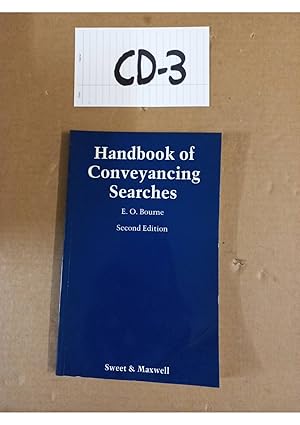 CD-3
Handbook of
Conveyancing
Searches
E. O. Bourne
Second Edition
Sweet & Maxwell